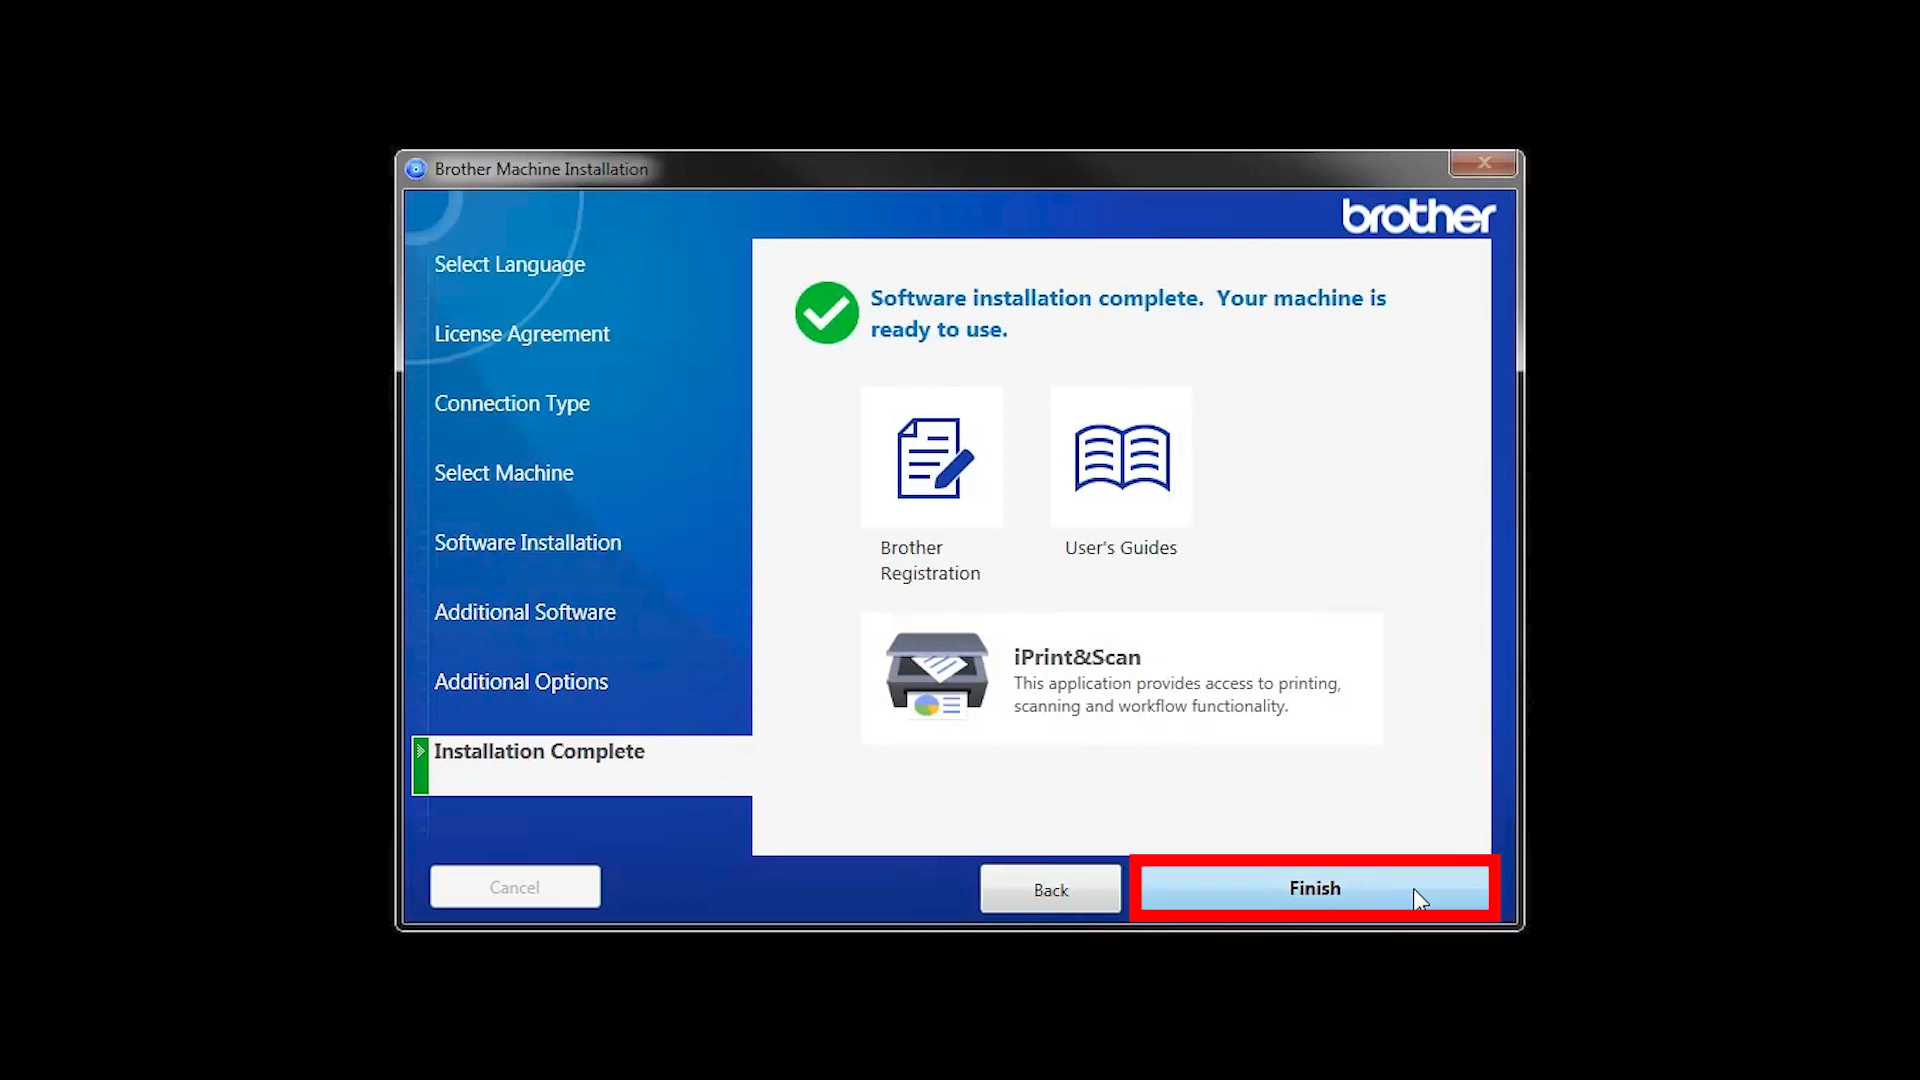 Brother Machine Installation
brother
Select Language
License Agreement
Connection Type
Select Machine
Software Installation
Additional Software
Additional Options
Installation Complete
Software installation complete. Your machine is
ready to use.
Brother
Registration
User's Guides
iPrint&Scan
This application provides access to printing,
scanning and workflow functionality.
Cancel
Back
Finish